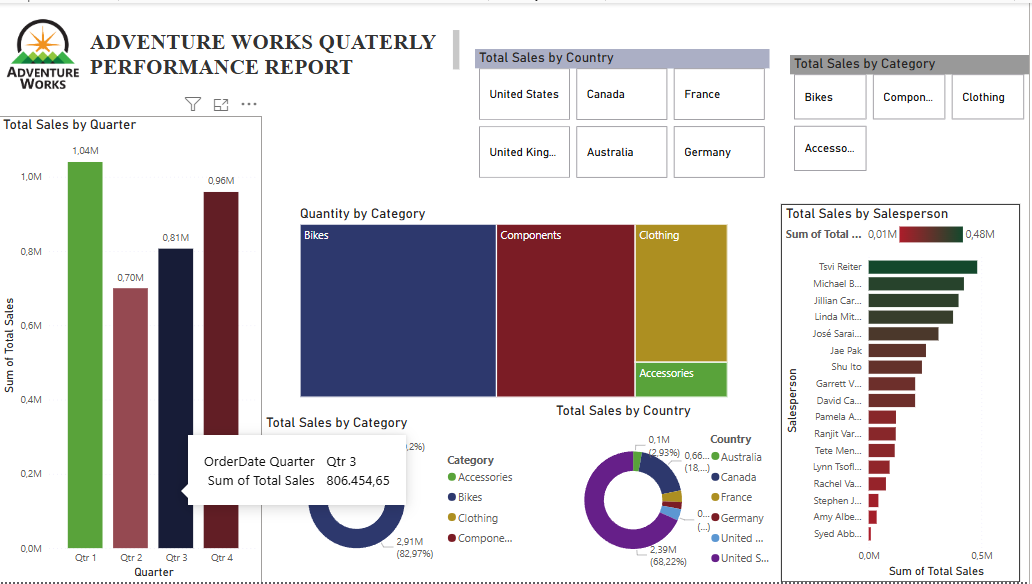 ADVENTURE WORKS QUATERLY
PERFORMANCE REPORT
ADVENTURE
WORKS
Total Sales by Country
United States
Canada
France
United King...
Australia
Germany
Total Sales by Category
Bikes
Compon...
Clothing
Accesso...
Total Sales by Quarter
1,04M
0,70M
0,81M
0,96M
1,0M
0,8M
0,6M
0,4M
0,2M
0,0M
Sum of Total Sales
Qtr 1
Qtr 2
Qtr 3
Qtr 4
Quarter
OrderDate Quarter Qtr 3
Sum of Total Sales 806.454,65
Quantity by Category
Bikes
Components
Clothing
Accessories
Total Sales by Category
,2%)
2,91M
(82,97%)
Category
Accessories
Bikes
Clothing
Compone...
Total Sales by Country
0,1M
(2,93%)
0,66...
(18,...)
0...
(...)
2,39M
(68,22%)
Country
Australia
Canada
France
Germany
United ...
United S...
Total Sales by Salesperson
Sum of Total ... 0,01M 0,48M
Salesperson
Tsvi Reiter
Michael B...
Jillian Car...
Linda Mit...
José Sarai...
Jae Pak
Shu Ito
Garrett V...
David Ca...
Pamela A...
Ranjit Var...
Tete Men...
Lynn Tsofl...
Rachel Va...
Stephen J...
Amy Albe...
Syed Abb...
0,0M
0,5M
Sum of Total Sales